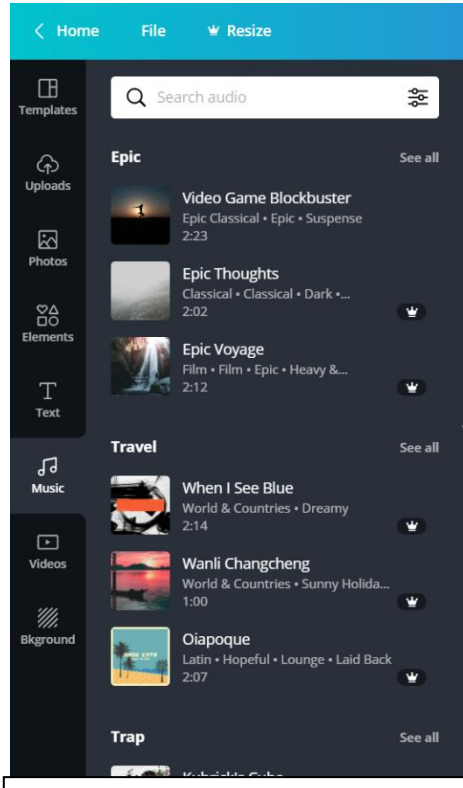 Home File Resize
Search audio
Templates
Uploads
Photos
Elements
Text
Music
Videos
Bkground
Epic See all
Video Game Blockbuster
Epic Classical • Epic • Suspense
2:23
Epic Thoughts
Classical • Classical • Dark •...
2:02
Epic Voyage
Film • Film • Epic • Heavy &...
2:12
Travel See all
When I See Blue
World & Countries • Dreamy
2:14
Wanli Changcheng
World & Countries • Sunny Holida...
1:00
Oiapoque
Latin • Hopeful • Lounge • Laid Back
2:07
Trap See all